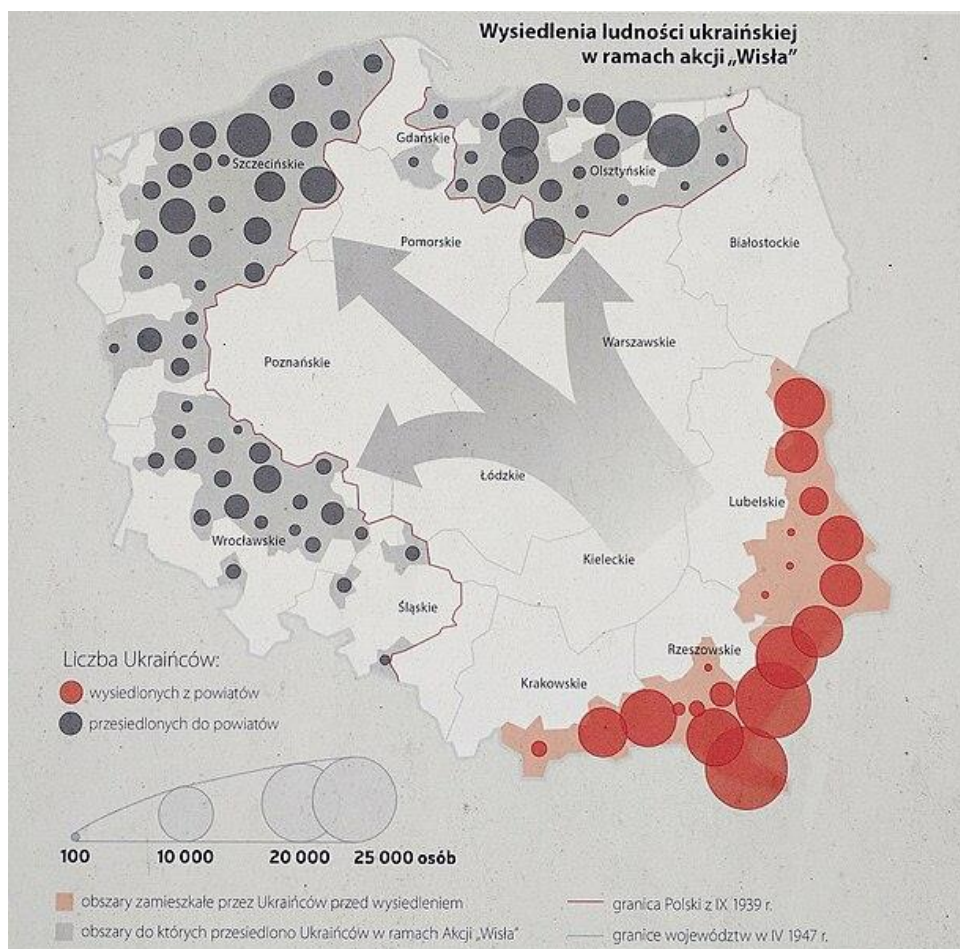 Wysiedlenia ludności ukraińskiej
w ramach akcji „Wisła”
Gdańskie
Szczecińskie
Olsztyńskie
Pomorskie
Białostockie
Warszawskie
Poznańskie
Łódzkie
Lubelskie
Wrocławskie
Kieleckie
Śląskie
Rzeszowskie
Krakowskie
Liczba Ukraińców:
wysiedlonych z powiatów
przesiedlonych do powiatów
100 10 000 20 000 25 000 osób
obszary zamieszkałe przez Ukraińców przed wysiedleniem
granica Polski z IX 1939 r.
obszary do których przesiedlono Ukraińców w ramach Akcji „Wisła”
granice województw w IV 1947 r.